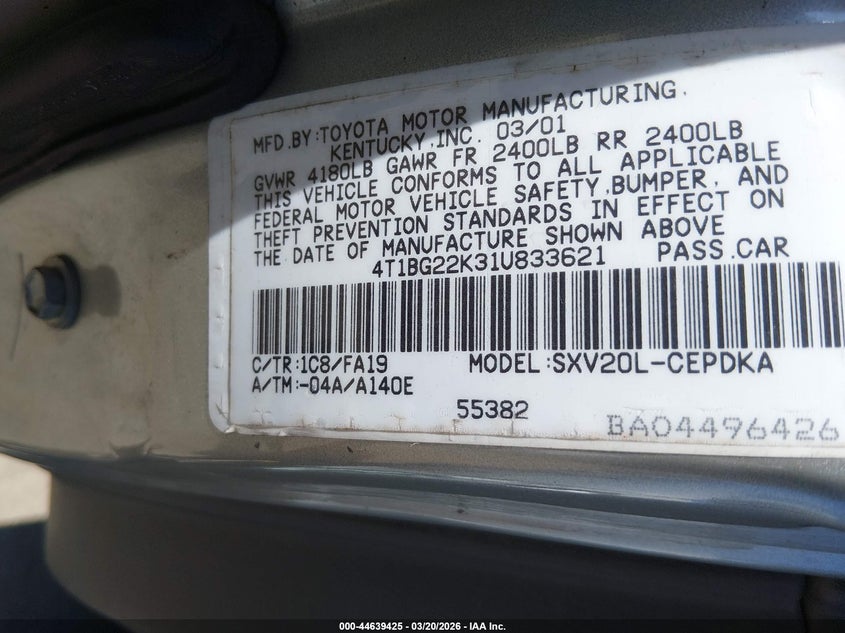 MFD.BY:TOYOTA MOTOR MANUFACTURING.
KENTUCKY,INC. 03/01
GVWR 4180LB GAWR FR 2400LB RR 2400LB
THIS VEHICLE CONFORMS TO ALL APPLICABLE
FEDERAL MOTOR VEHICLE SAFETY,BUMPER, AND
THEFT PREVENTION STANDARDS IN EFFECT ON
THE DATE OF MANUFACTURE SHOWN ABOVE
4T1BG22K31U833621 PASS.CAR
C/TR:1C8/FA19 MODEL:SXV20L-CEPDKA
A/TM:-04A/A140E
55382
BA04496426
000-44639425 | 03/20/2026 – IAA Inc.